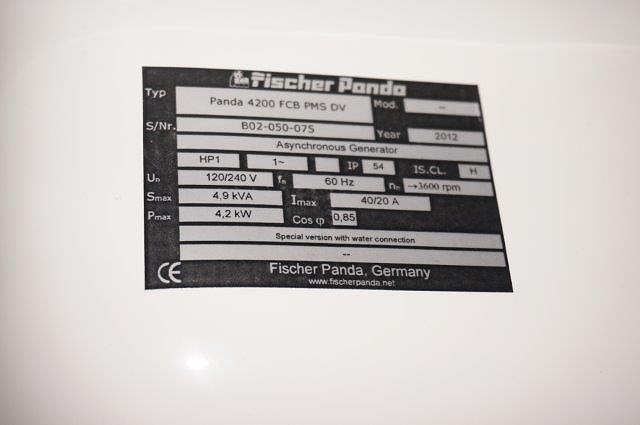 Fischer Panda
Typ Panda 4200 FCB PMS DV Mod. --
S/Nr. B02-050-075 Year 2012
Asynchronous Generator
HP1 1~ IP 54 IS.CL. H
Un 120/240 V fn 60 Hz nn →3600 rpm
Smax 4,9 kVA Imax 40/20 A
Pmax 4,2 kW Cos φ 0,85
Special version with water connection
--
CE Fischer Panda, Germany
www.fischerpanda.net